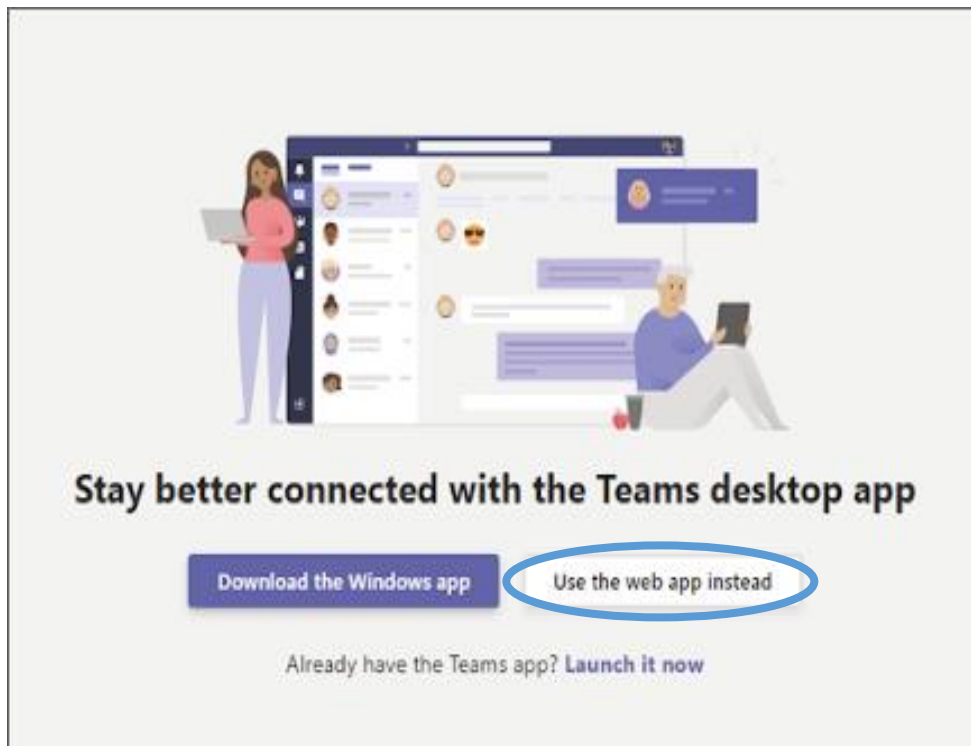 Stay better connected with the Teams desktop app
Download the Windows app
Use the web app instead
Already have the Teams app? Launch it now